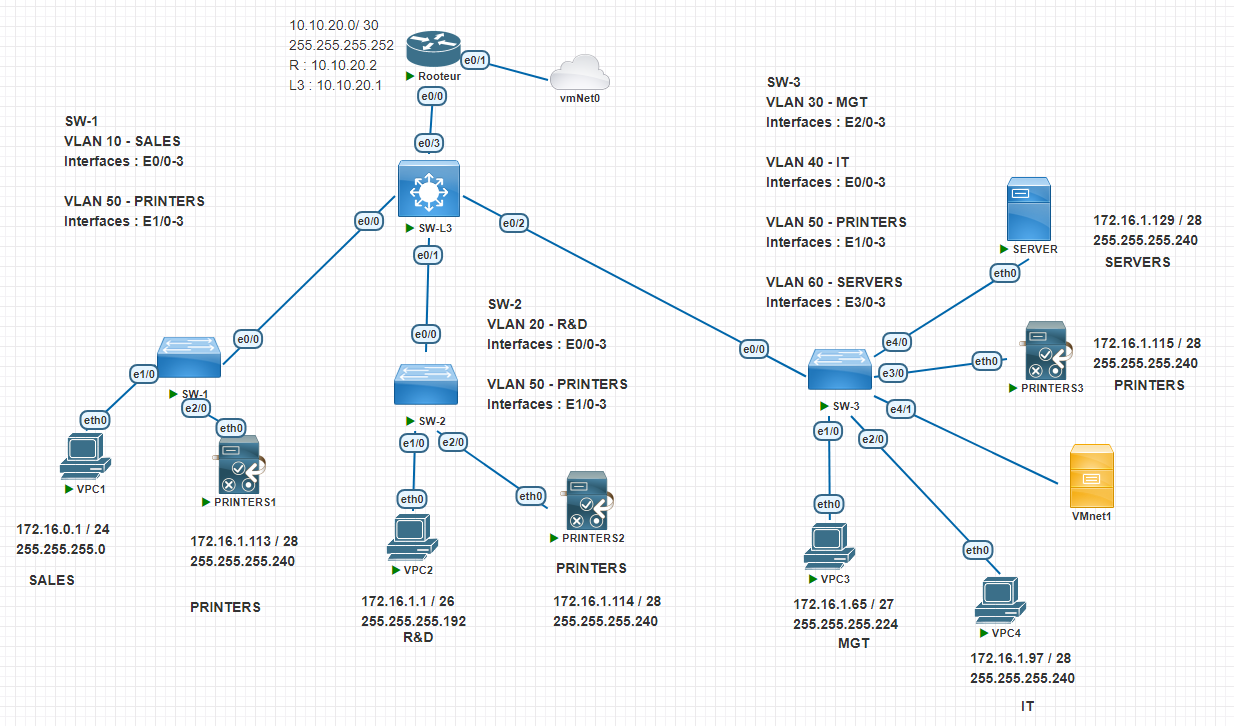 10.10.20.0/ 30
255.255.255.252
R : 10.10.20.2
L3 : 10.10.20.1
Rooteur
e0/1
vmNet0
e0/0
e0/3
SW-L3
e0/0
e0/1
e0/2
SW-1
VLAN 10 - SALES
Interfaces : E0/0-3
VLAN 50 - PRINTERS
Interfaces : E1/0-3
SW-3
VLAN 30 - MGT
Interfaces : E2/0-3
VLAN 40 - IT
Interfaces : E0/0-3
VLAN 50 - PRINTERS
Interfaces : E1/0-3
VLAN 60 - SERVERS
Interfaces : E3/0-3
SERVER
eth0
172.16.1.129 / 28
255.255.255.240
SERVERS
SW-2
VLAN 20 - R&D
Interfaces : E0/0-3
VLAN 50 - PRINTERS
Interfaces : E1/0-3
e0/0
e1/0
SW-1
e2/0
eth0
eth0
VPC1
PRINTERS1
172.16.0.1 / 24
255.255.255.0
SALES
172.16.1.113 / 28
255.255.255.240
PRINTERS
e0/0
SW-2
e1/0
e2/0
eth0
eth0
VPC2
PRINTERS2
PRINTERS
172.16.1.1 / 26
255.255.255.192
R&D
172.16.1.114 / 28
255.255.255.240
e0/0
e4/0
e3/0
eth0
PRINTERS3
172.16.1.115 / 28
255.255.255.240
PRINTERS
SW-3
e4/1
e1/0
e2/0
VMnet1
eth0
VPC3
172.16.1.65 / 27
255.255.255.224
MGT
eth0
VPC4
172.16.1.97 / 28
255.255.255.240
IT